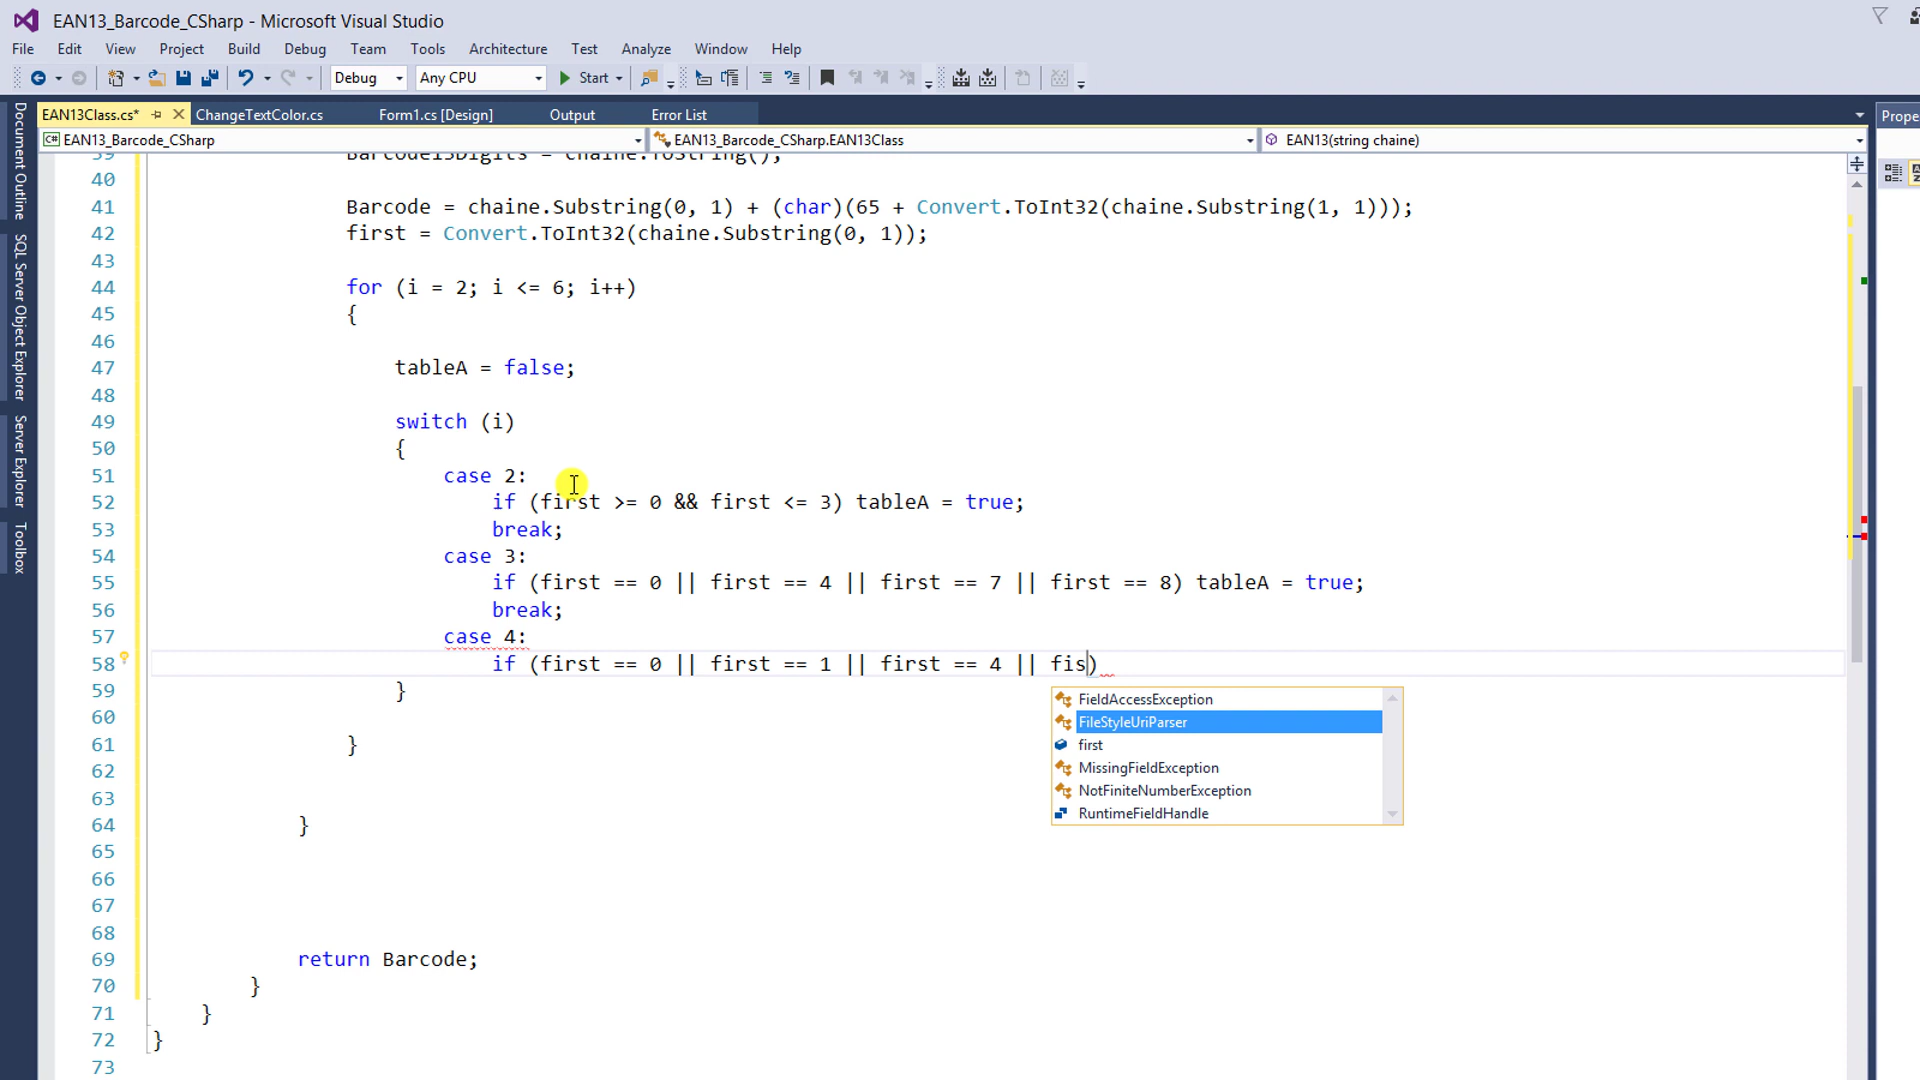 EAN13_Barcode_CSharp - Microsoft Visual Studio
File Edit View Project Build Debug Team Tools Architecture Test Analyze Window Help
Debug Any CPU Start
EAN13Class.cs* ChangeTextColor.cs Form1.cs [Design] Output Error List
Prope
EAN13_Barcode_CSharp EAN13_Barcode_CSharp.EAN13Class EAN13(string chaine)
Document Outline
SQL Server Object Explorer
Server Explorer
Toolbox
39 Barcode13Digits = chaine.ToString();
40
41 Barcode = chaine.Substring(0, 1) + (char)(65 + Convert.ToInt32(chaine.Substring(1, 1)));
42 first = Convert.ToInt32(chaine.Substring(0, 1));
43
44 for (i = 2; i <= 6; i++)
45 {
46
47 tableA = false;
48
49 switch (i)
50 {
51 case 2:
52 if (first >= 0 && first <= 3) tableA = true;
53 break;
54 case 3:
55 if (first == 0 || first == 4 || first == 7 || first == 8) tableA = true;
56 break;
57 case 4:
58 if (first == 0 || first == 1 || first == 4 || fis)
59 }
60
61 }
62
63
64 }
65
66
67
68
69 return Barcode;
70 }
71 }
72 }
73
FieldAccessException
FileStyleUriParser
first
MissingFieldException
NotFiniteNumberException
RuntimeFieldHandle